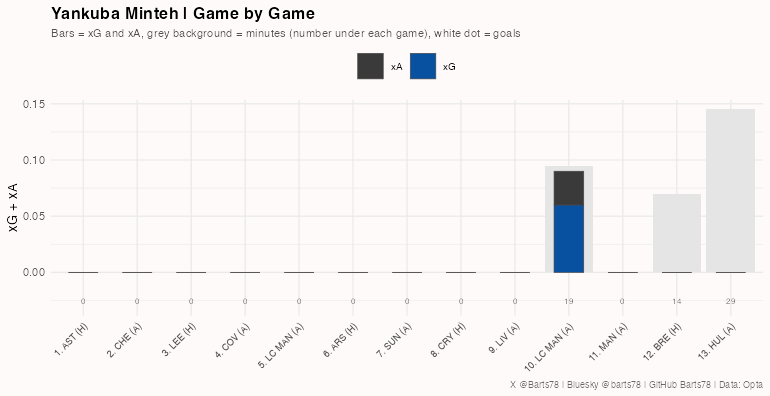 Yankuba Minteh | Game by Game
Bars = xG and xA, grey background = minutes (number under each game), white dot = goals
xA xG
xG + xA
0.15
0.10
0.05
0.00
0 0 0 0 0 0 0 0 0 19 0 14 29
1. AST (H)
2. CHE (A)
3. LEE (H)
4. COV (A)
5. LC MAN (A)
6. ARS (H)
7. SUN (A)
8. CRY (H)
9. LIV (A)
10. LC MAN (A)
11. MAN (A)
12. BRE (H)
13. HUL (A)
X @Barts78 | Bluesky @barts78 | GitHub Barts78 | Data: Opta